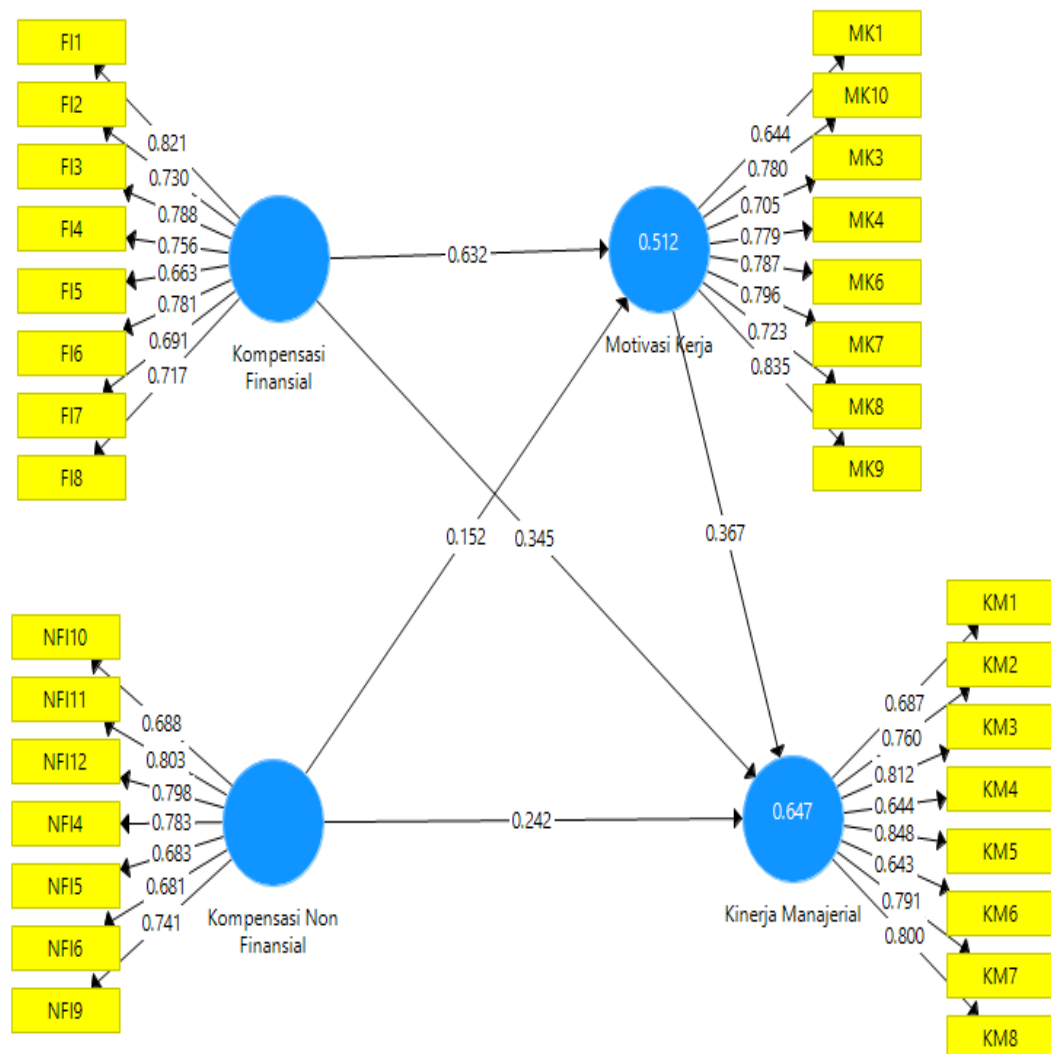 FI1
FI2
FI3
FI4
FI5
FI6
FI7
FI8
0.821
0.730
0.788
0.756
0.663
0.781
0.691
0.717
Kompensasi
Finansial
0.632
0.512
Motivasi Kerja
0.644
0.780
0.705
0.779
0.787
0.796
0.723
0.835
MK1
MK10
MK3
MK4
MK6
MK7
MK8
MK9
0.152
0.345
0.367
NFI10
NFI11
NFI12
NFI4
NFI5
NFI6
NFI9
0.688
0.803
0.798
0.783
0.683
0.681
0.741
Kompensasi Non
Finansial
0.242
0.647
Kinerja Manajerial
0.687
0.760
0.812
0.644
0.848
0.643
0.791
0.800
KM1
KM2
KM3
KM4
KM5
KM6
KM7
KM8